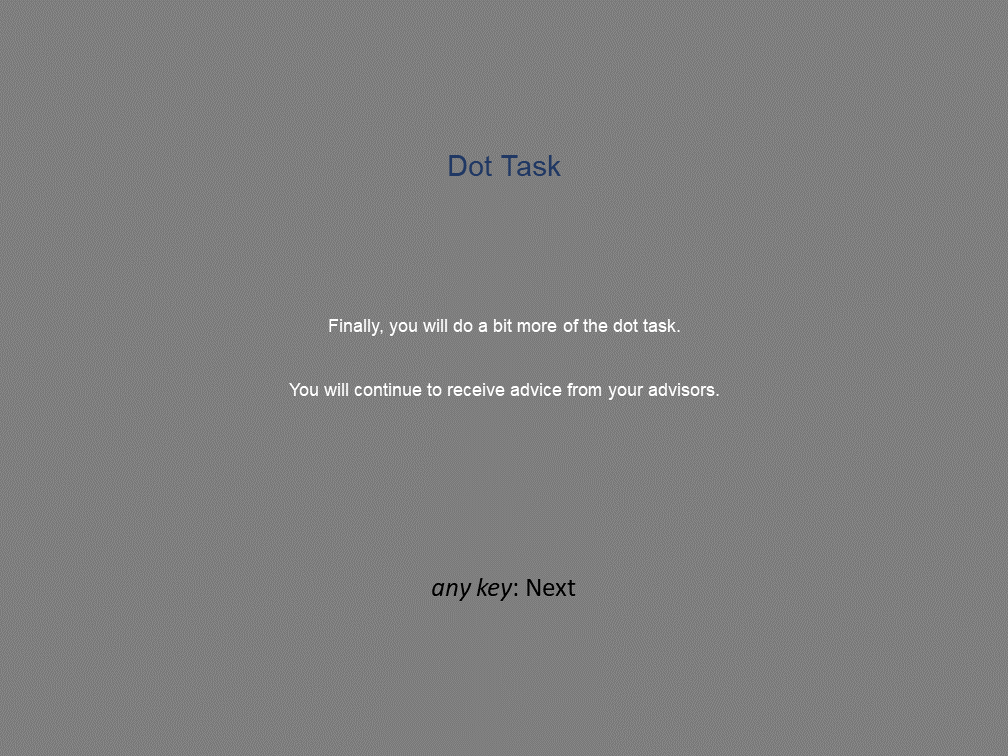 Dot Task
Finally, you will do a bit more of the dot task.
You will continue to receive advice from your advisors.
any key: Next